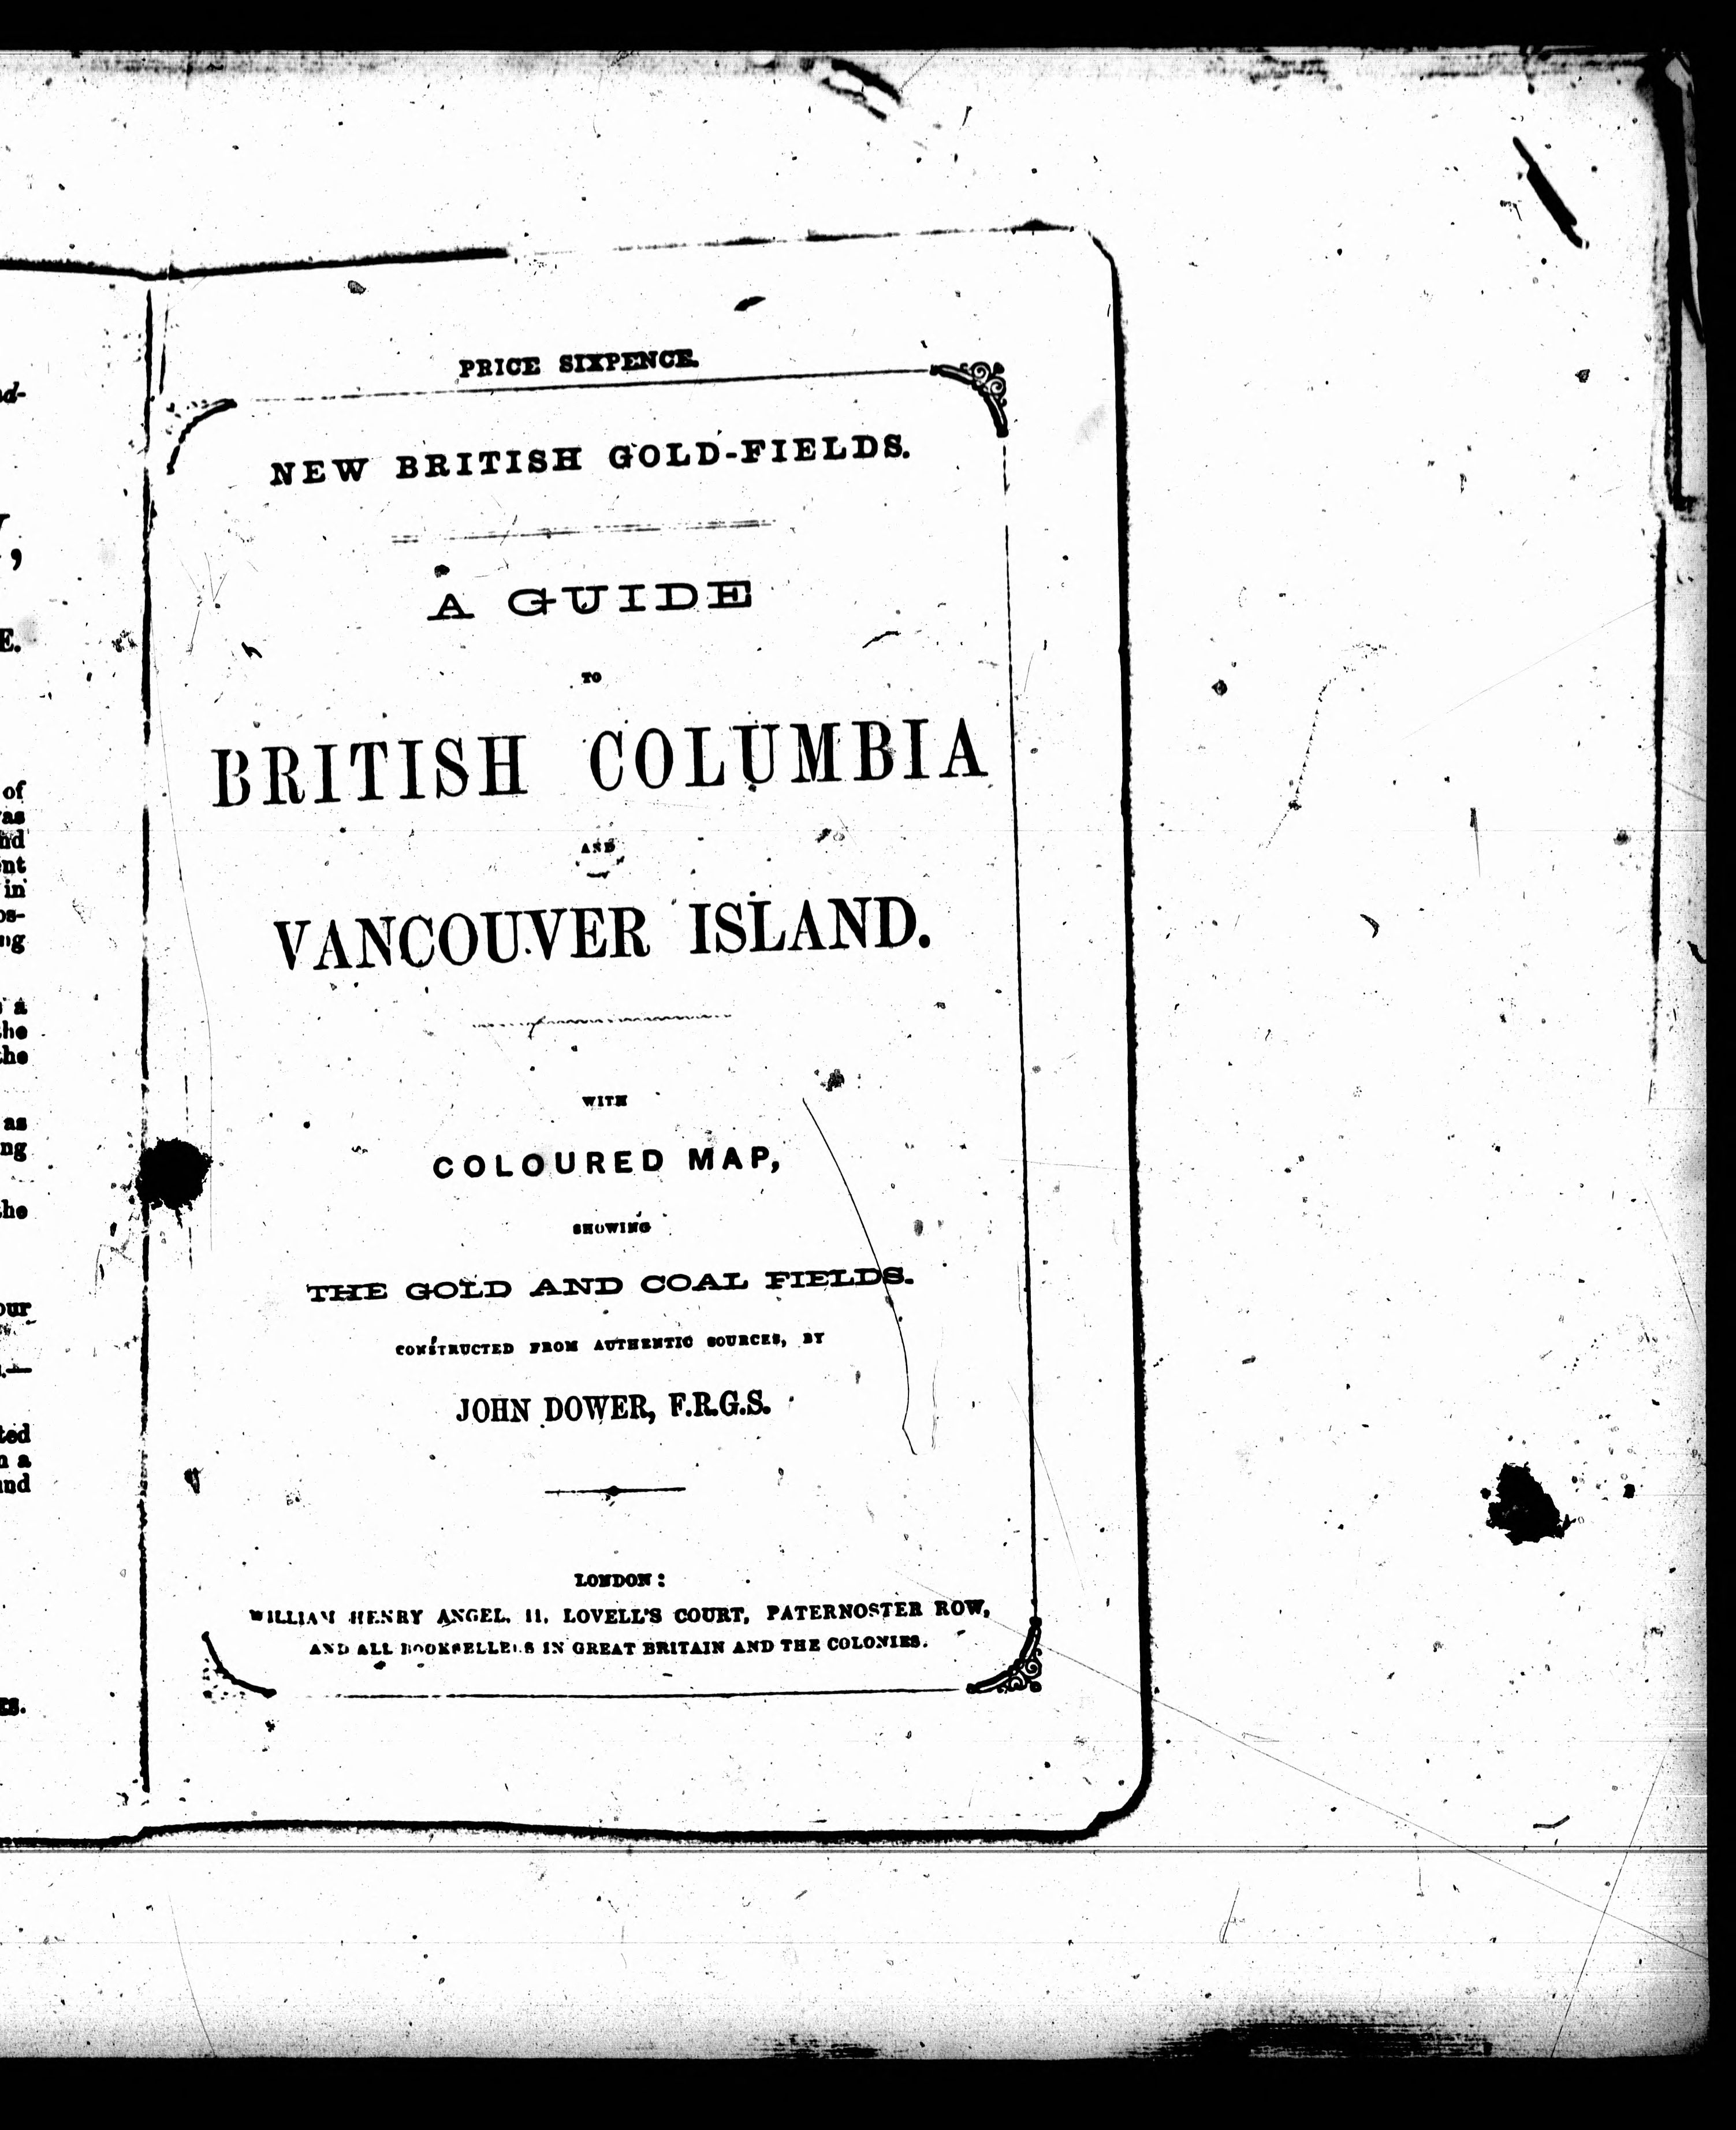 PRICE SIXPENCE.
NEW BRITISH GOLD-FIELDS.
A GUIDE
TO
BRITISH COLUMBIA
AND
VANCOUVER ISLAND.
WITH
COLOURED MAP,
SHOWING
THE GOLD AND COAL FIELDS.
CONSTRUCTED FROM AUTHENTIC SOURCES, BY
JOHN DOWER, F.R.G.S.
LONDON:
WILLIAM HENRY ANGEL, 11, LOVELL'S COURT, PATERNOSTER ROW,
AND ALL BOOKSELLERS IN GREAT BRITAIN AND THE COLONIES.